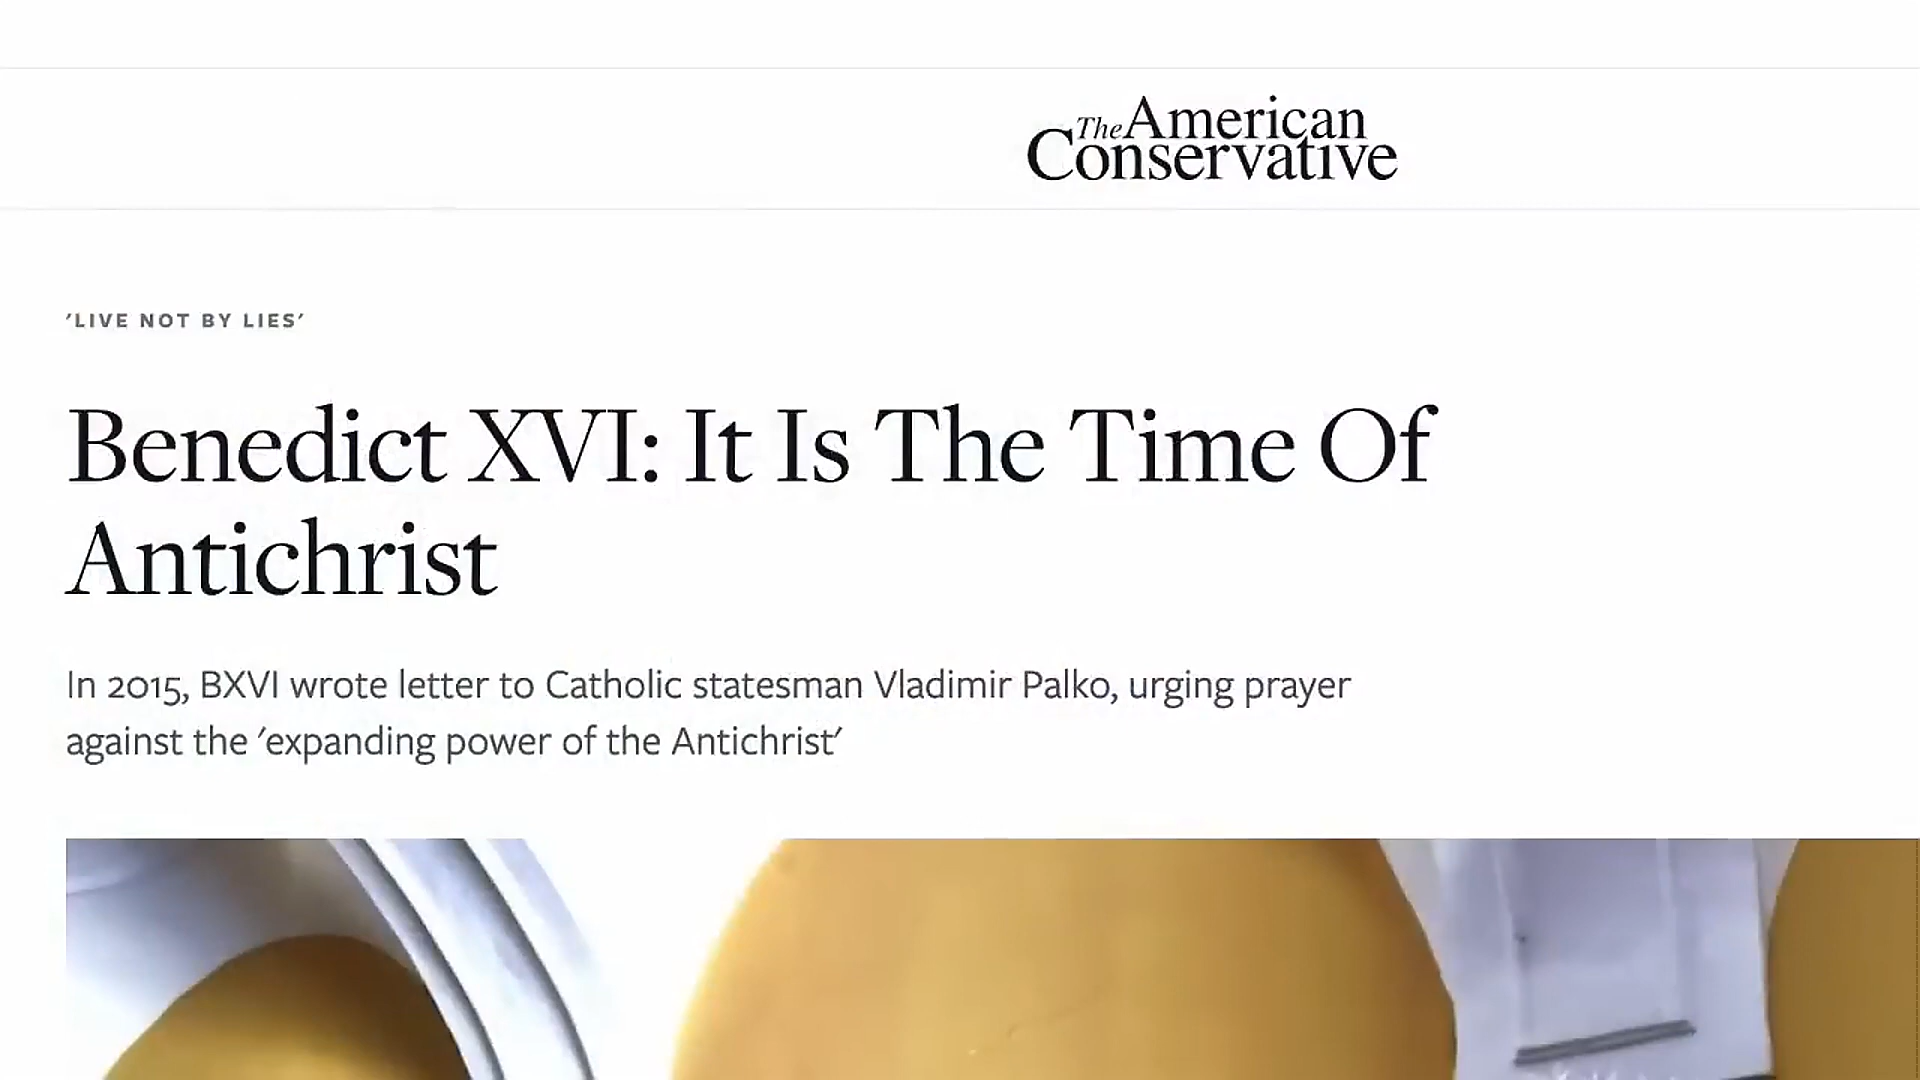 The American
Conservative
'LIVE NOT BY LIES'
Benedict XVI: It Is The Time Of
Antichrist
In 2015, BXVI wrote letter to Catholic statesman Vladimir Palko, urging prayer
against the 'expanding power of the Antichrist'